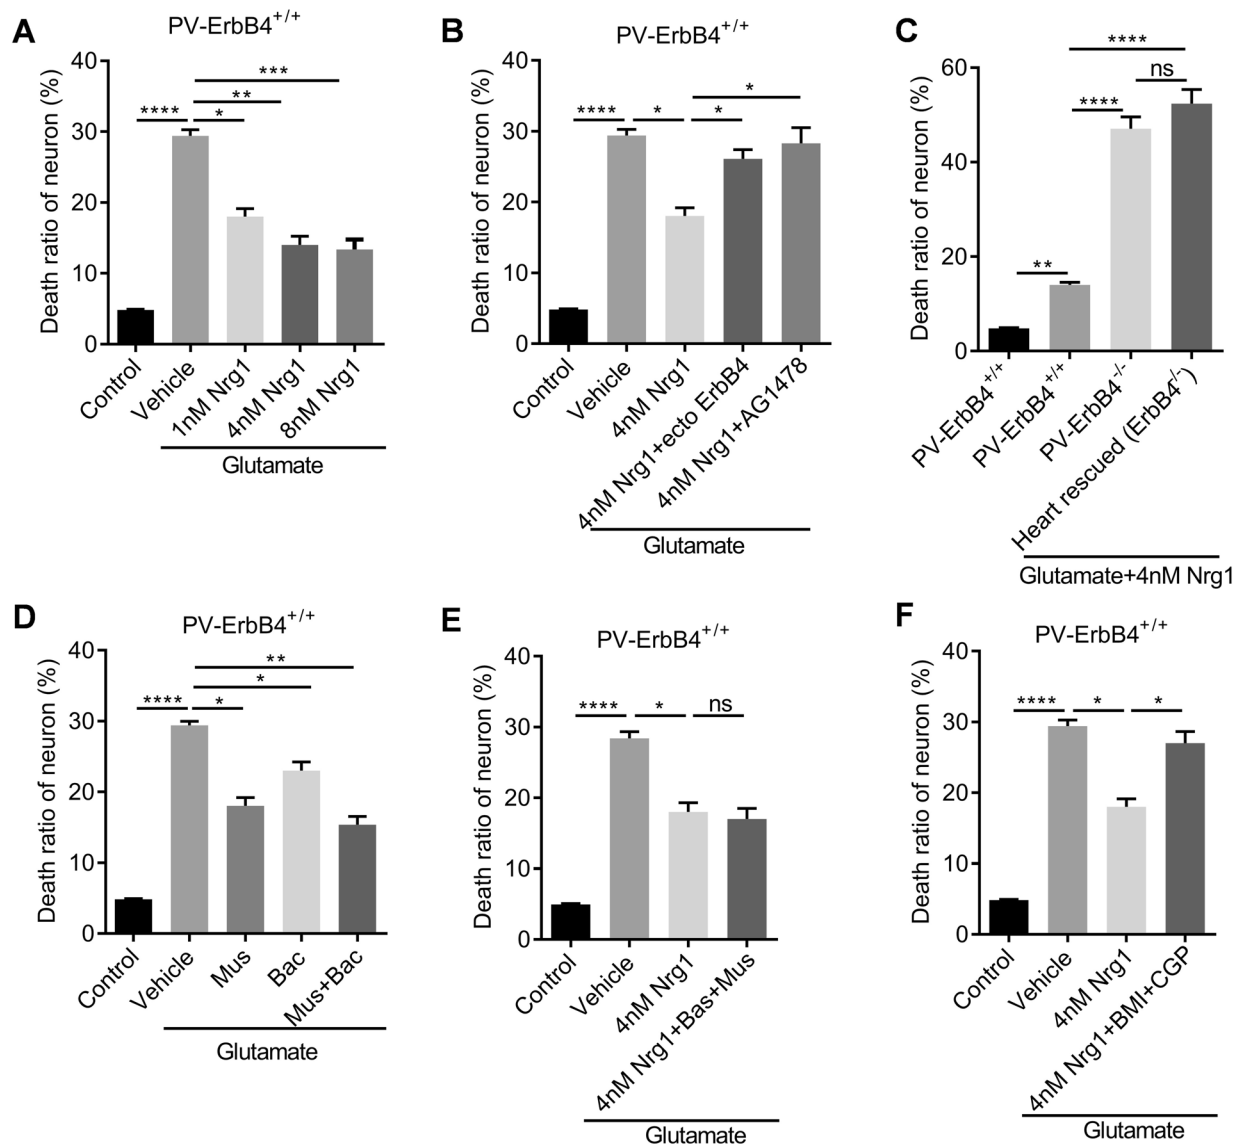 A
PV-ErbB4+/+
Death ratio of neuron (%)
40
30
20
10
0
****
*
**
***
Control
Vehicle
1nM Nrg1
4nM Nrg1
8nM Nrg1
Glutamate
B
PV-ErbB4+/+
Death ratio of neuron (%)
40
30
20
10
0
****
*
*
*
Control
Vehicle
4nM Nrg1
4nM Nrg1+ecto ErbB4
4nM Nrg1+AG1478
Glutamate
C
Death ratio of neuron (%)
60
40
20
0
**
****
ns
****
PV-ErbB4+/+
PV-ErbB4+/+
PV-ErbB4-/-
Heart rescued (ErbB4-/-)
Glutamate+4nM Nrg1
D
PV-ErbB4+/+
Death ratio of neuron (%)
40
30
20
10
0
****
*
*
**
Control
Vehicle
Mus
Bac
Mus+Bac
Glutamate
E
PV-ErbB4+/+
Death ratio of neuron (%)
40
30
20
10
0
****
*
ns
Control
Vehicle
4nM Nrg1
4nM Nrg1+Bas+Mus
Glutamate
F
PV-ErbB4+/+
Death ratio of neuron (%)
40
30
20
10
0
****
*
*
Control
Vehicle
4nM Nrg1
4nM Nrg1+BMI+CGP
Glutamate